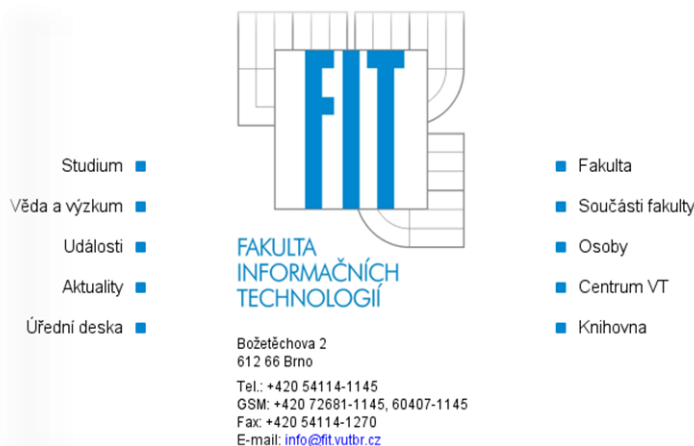 FIT
Studium
Věda a výzkum
Události
Aktuality
Úřední deska
FAKULTA
INFORMAČNÍCH
TECHNOLOGIÍ
Božetěchova 2
612 66 Brno
Tel.: +420 54114-1145
GSM: +420 72681-1145, 60407-1145
Fax: +420 54114-1270
E-mail: info@fit.vutbr.cz
Fakulta
Součásti fakulty
Osoby
Centrum VT
Knihovna